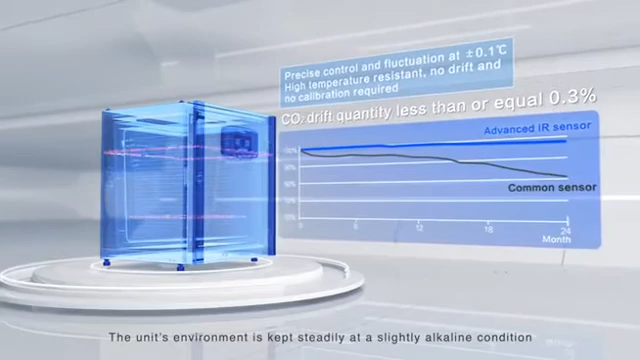 Precise control and fluctuation at ±0.1℃
High temperature resistant, no drift and
no calibration required
CO₂ drift quantity less than or equal 0.3%
Advanced IR sensor
Common sensor
0 6 12 18 24
Month
The unit's environment is kept steadily at a slightly alkaline condition